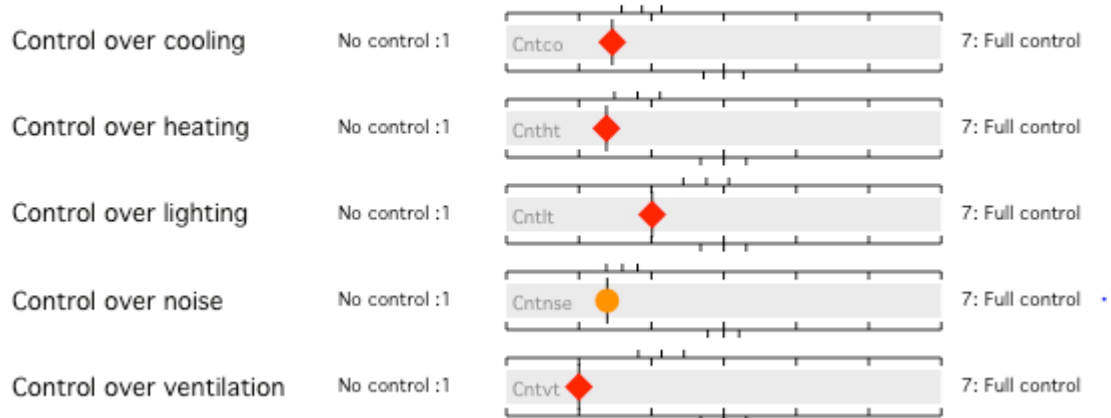 Control over cooling No control :1 Cntco 7: Full control
Control over heating No control :1 Cntht 7: Full control
Control over lighting No control :1 Cntlt 7: Full control
Control over noise No control :1 Cntnse 7: Full control
Control over ventilation No control :1 Cntvt 7: Full control